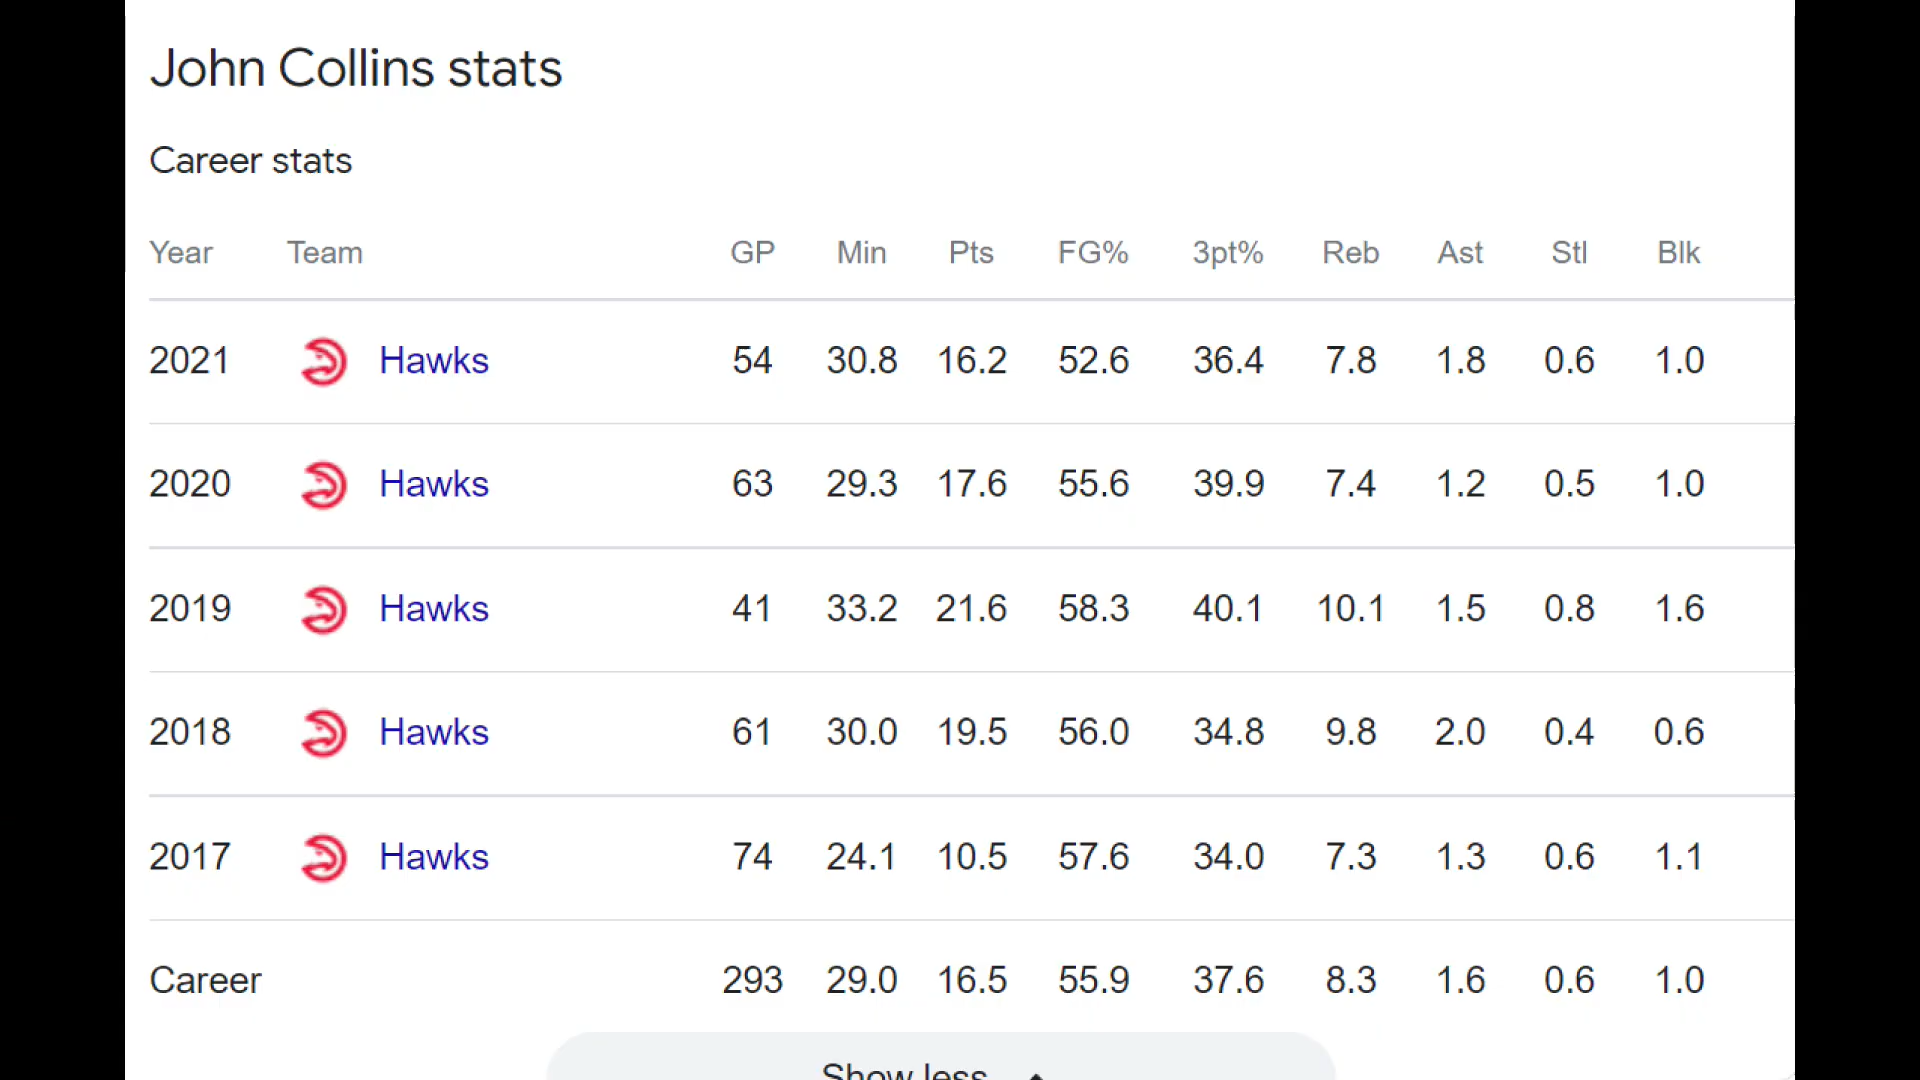 John Collins stats
Career stats
Year Team GP Min Pts FG% 3pt% Reb Ast Stl Blk
2021 Hawks 54 30.8 16.2 52.6 36.4 7.8 1.8 0.6 1.0
2020 Hawks 63 29.3 17.6 55.6 39.9 7.4 1.2 0.5 1.0
2019 Hawks 41 33.2 21.6 58.3 40.1 10.1 1.5 0.8 1.6
2018 Hawks 61 30.0 19.5 56.0 34.8 9.8 2.0 0.4 0.6
2017 Hawks 74 24.1 10.5 57.6 34.0 7.3 1.3 0.6 1.1
Career 293 29.0 16.5 55.9 37.6 8.3 1.6 0.6 1.0
Show less